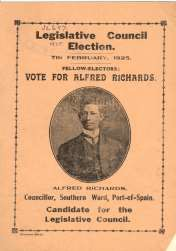 Legislative Council
Election.
7TH FEBRUARY, 1925.
FELLOW-ELECTORS:
VOTE FOR ALFRED RICHARDS.
ALFRED RICHARDS,
Councillor, Southern Ward, Port-of-Spain.
Candidate for the
Legislative Council.